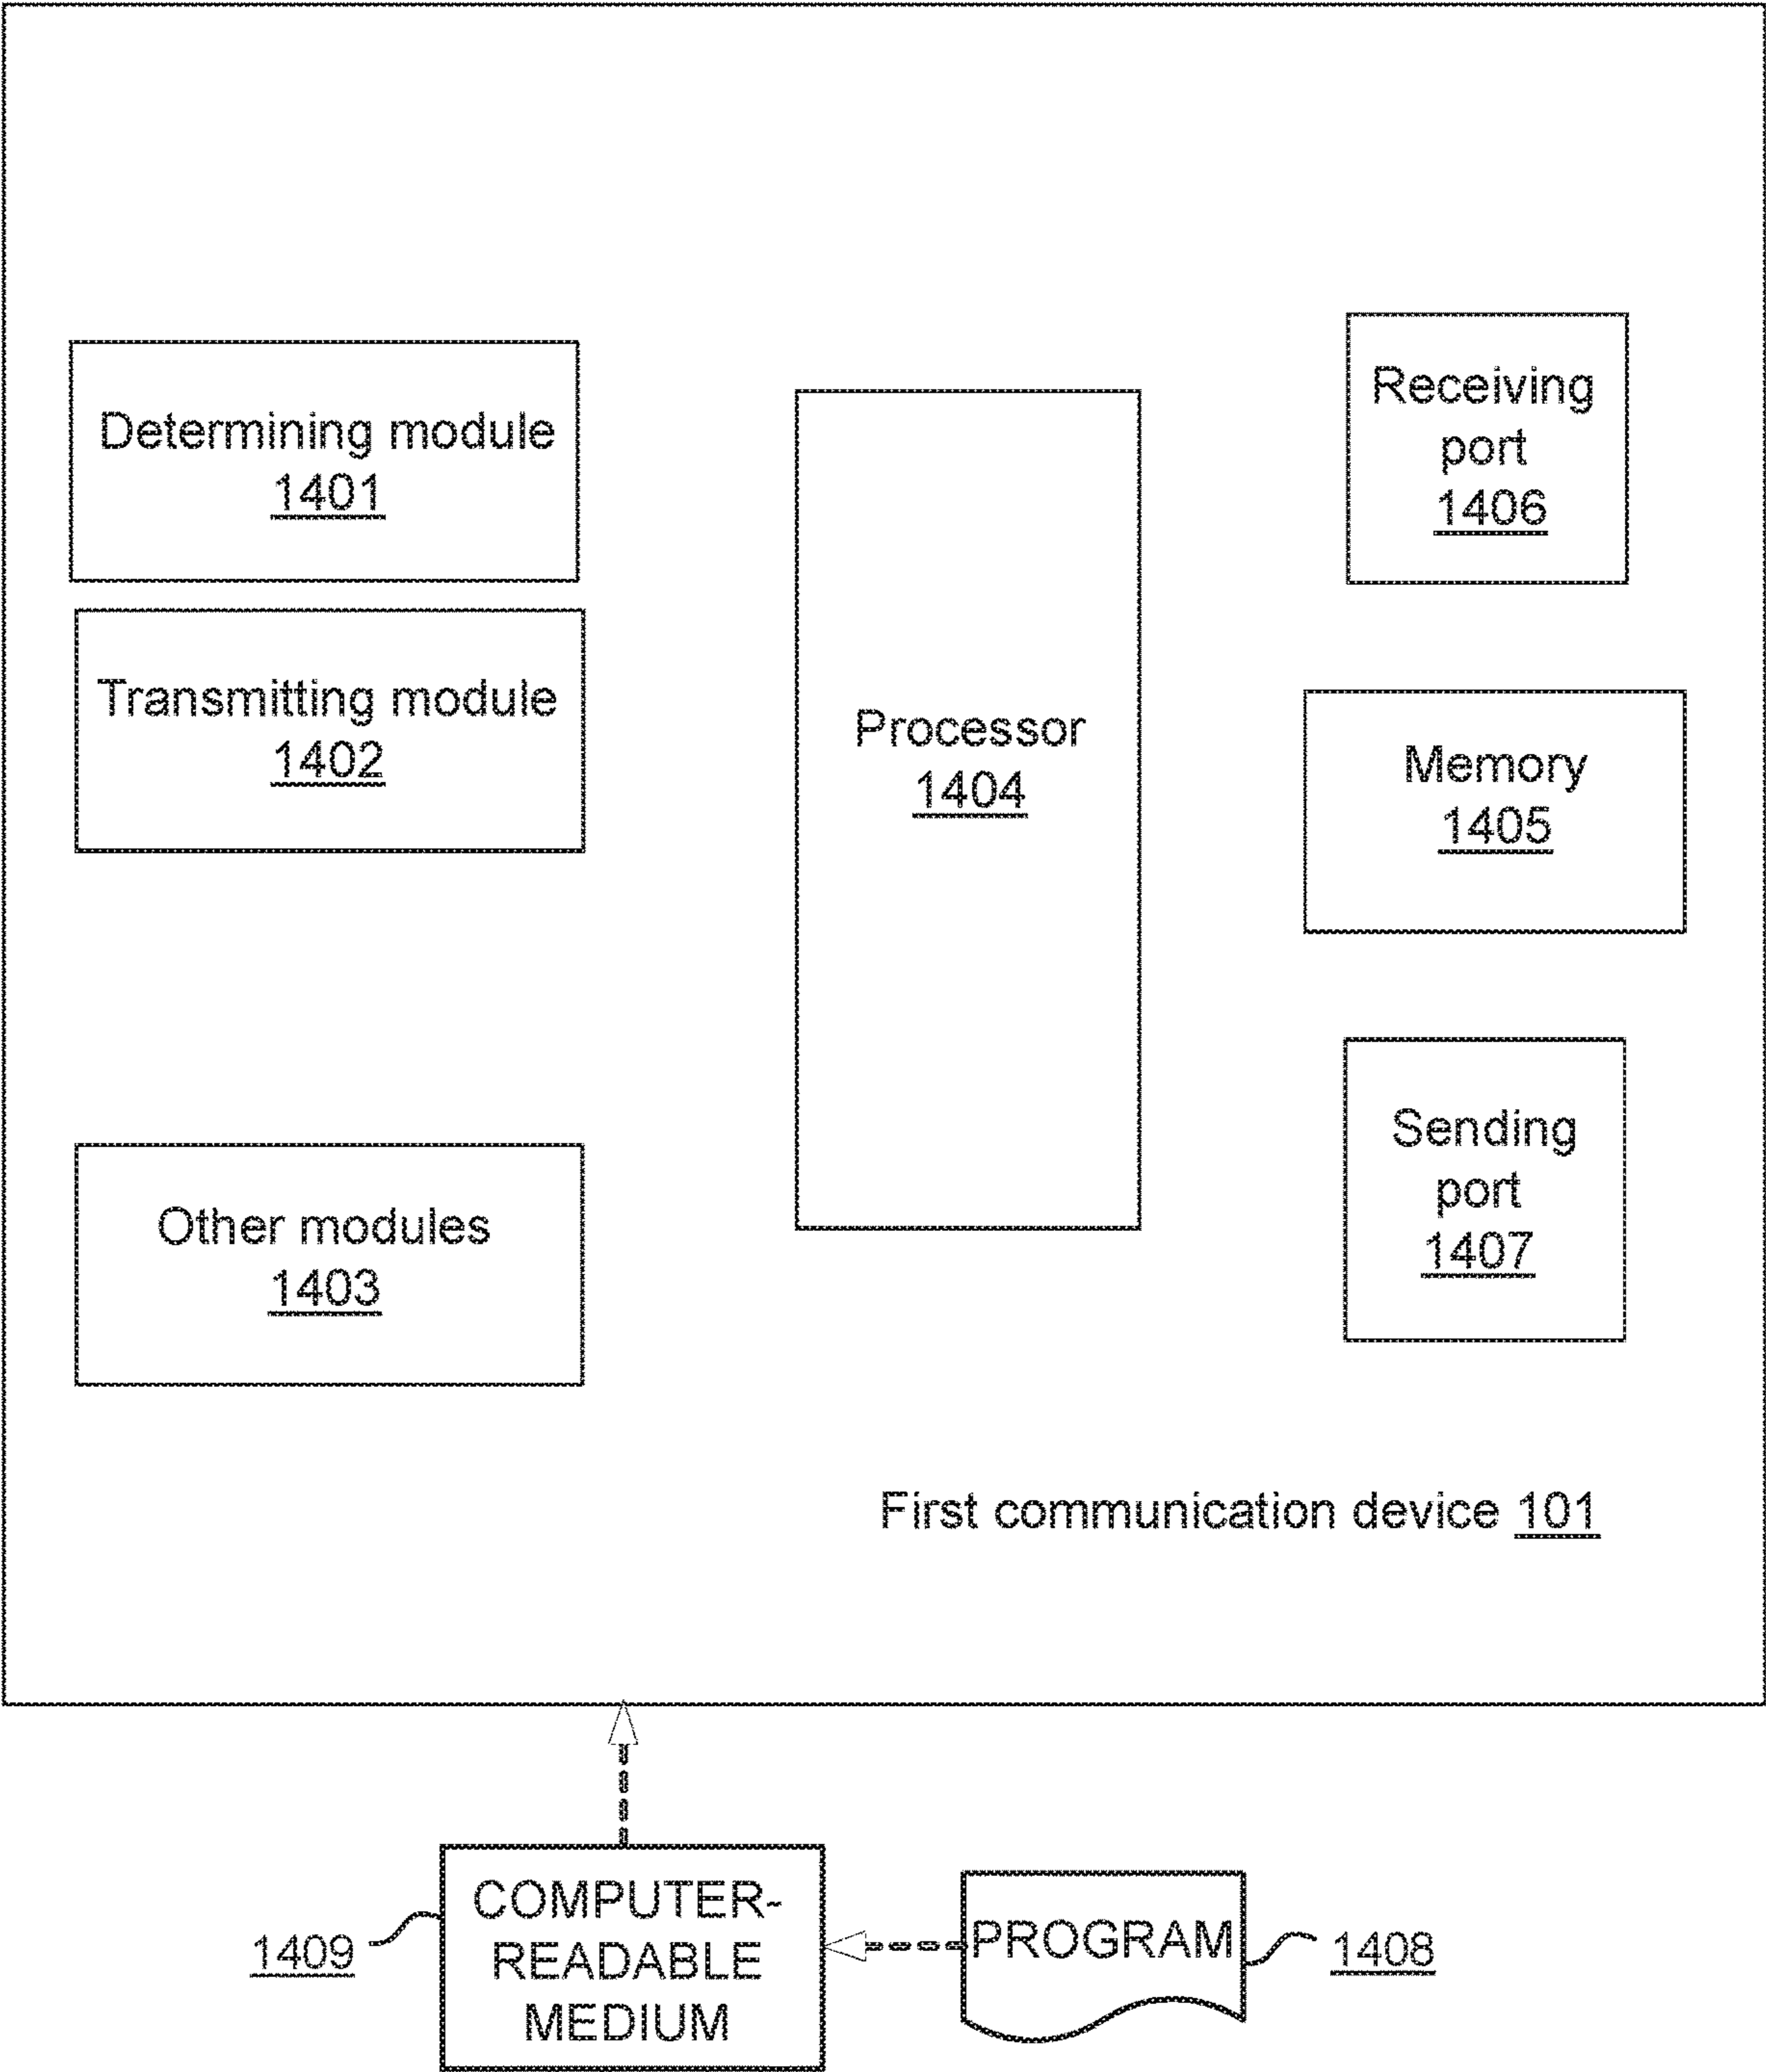 Determining module
1401
Transmitting module
1402
Other modules
1403
Processor
1404
Receiving
port
1406
Memory
1405
Sending
port
1407
First communication device 101
1409
COMPUTER-
READABLE
MEDIUM
PROGRAM
1408